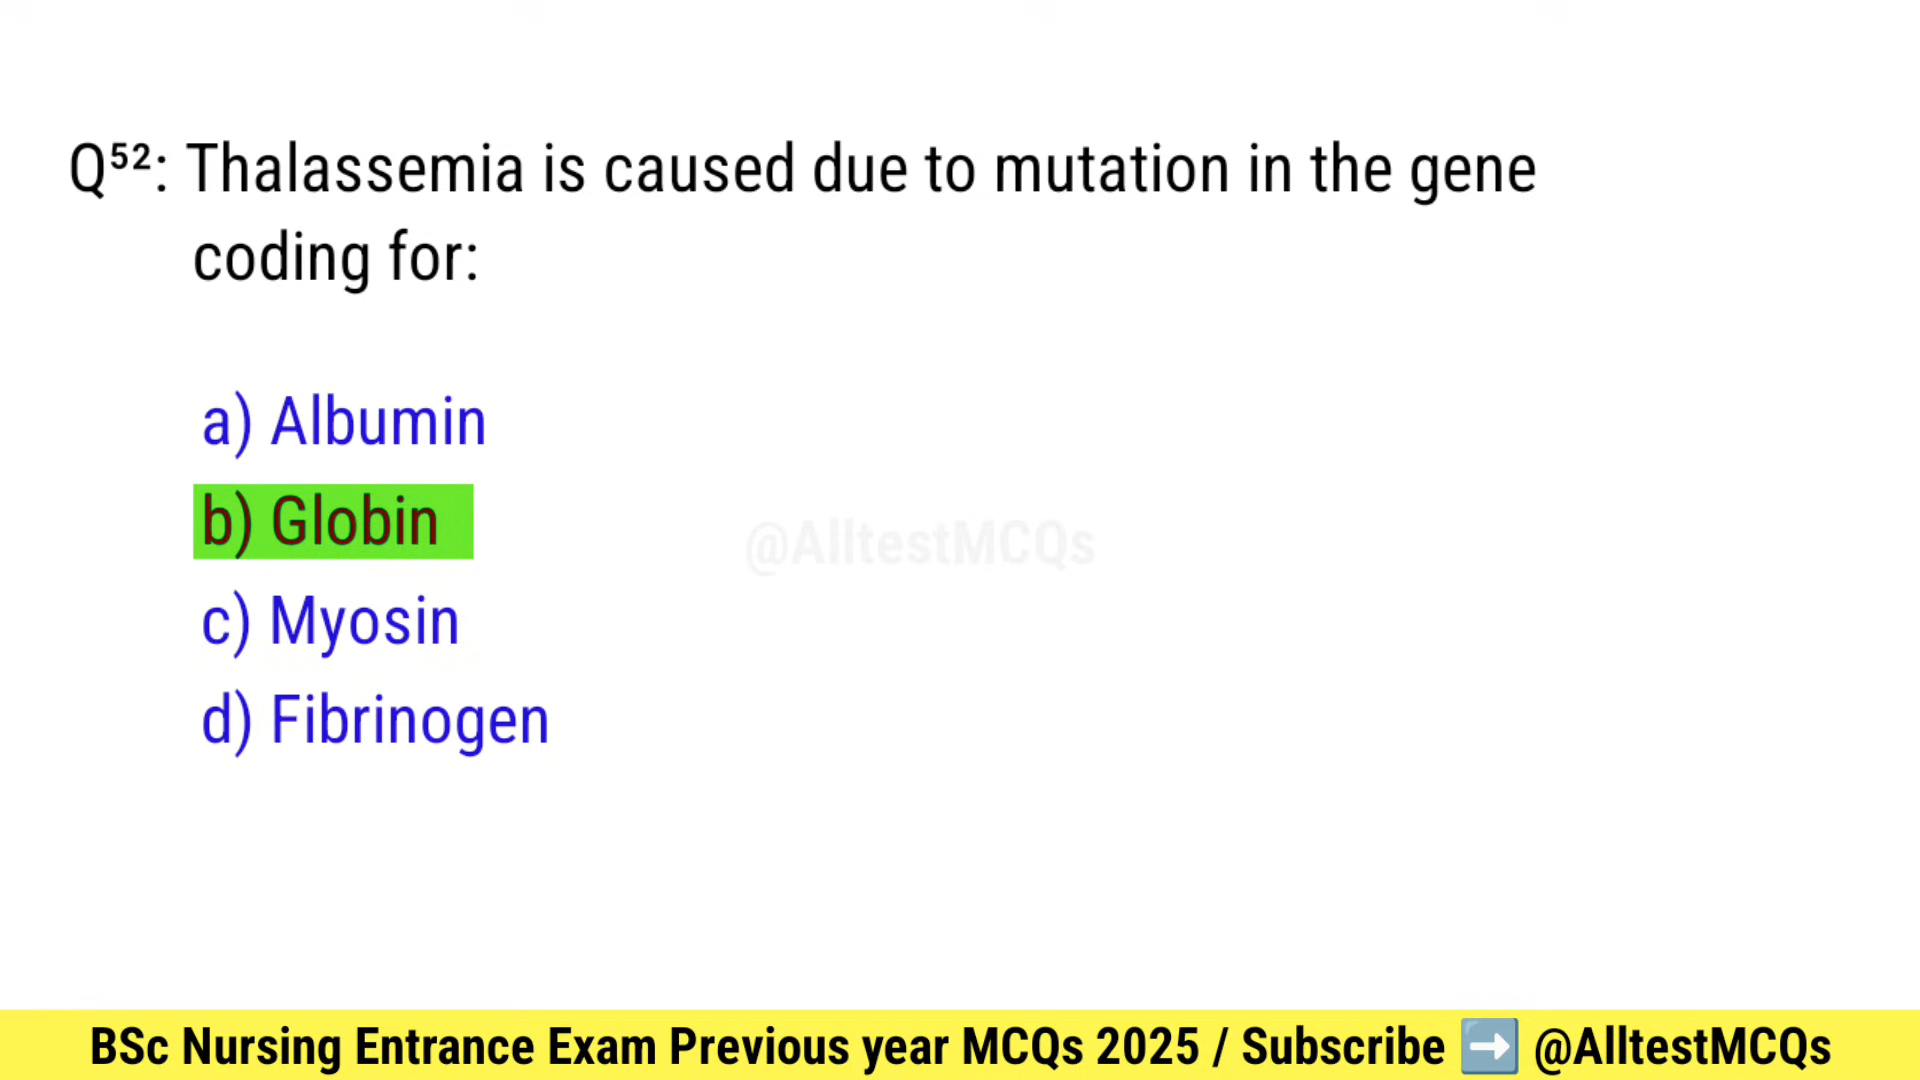 Q⁵²: Thalassemia is caused due to mutation in the gene
coding for:
a) Albumin
b) Globin
@AlltestMCQs
c) Myosin
d) Fibrinogen
BSc Nursing Entrance Exam Previous year MCQs 2025 / Subscribe ➡️ @AlltestMCQs